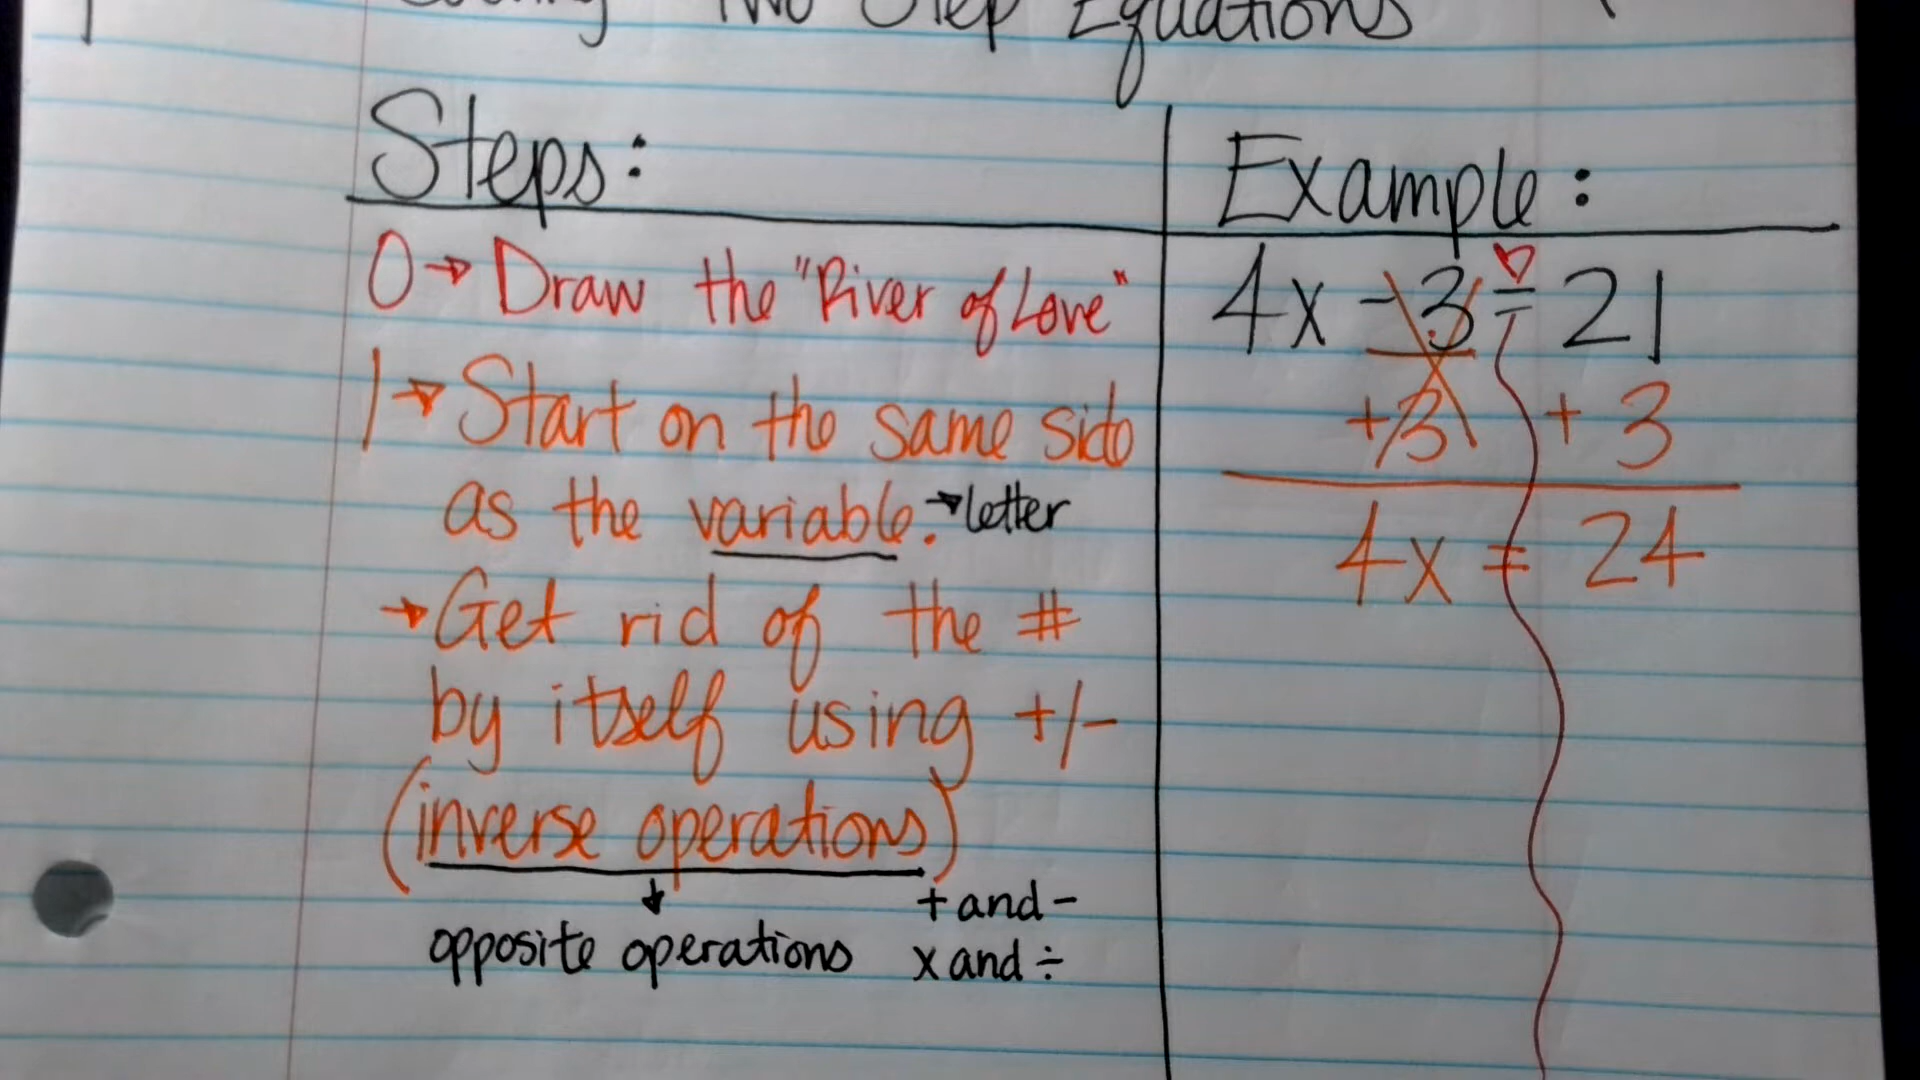 Two Step Equations
Steps:
Example:
0→ Draw the "River of Love"
1→ Start on the same side
as the variable. → letter
→ Get rid of the #
by itself using +/-
(inverse operations)
opposite operations
+ and -
x and ÷
4x - 3 = 21
+3 + 3
4x = 24